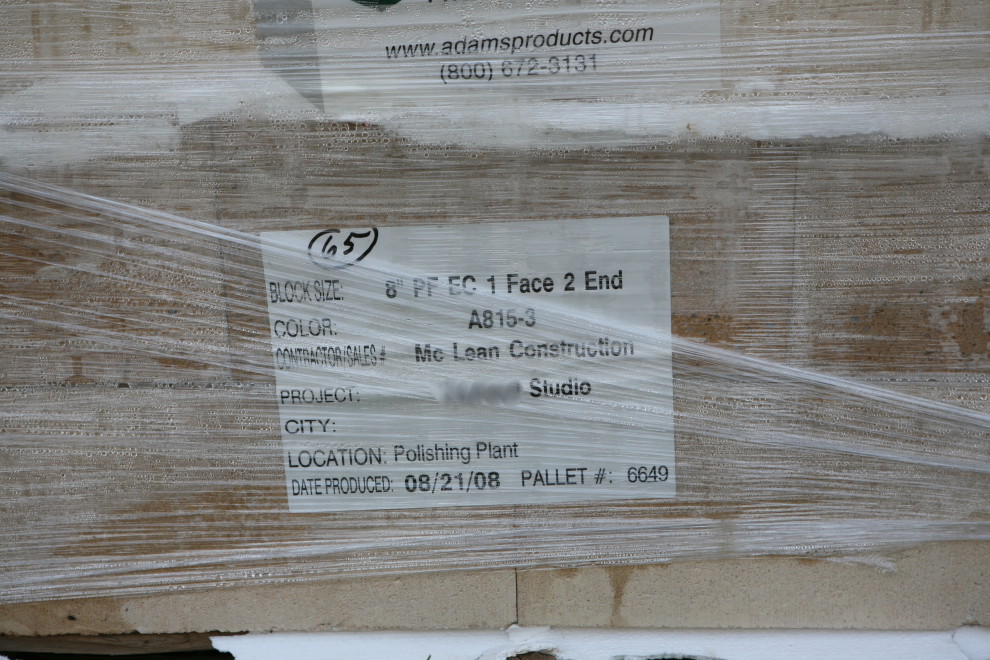 www.adamsproducts.com
(800) 672-3131
65
BLOCK SIZE: 8" PF EC 1 Face 2 End
COLOR: A815-3
CONTRACTOR/SALES # Mc Lean Construction
PROJECT: Studio
CITY:
LOCATION: Polishing Plant
DATE PRODUCED: 08/21/08 PALLET #: 6649